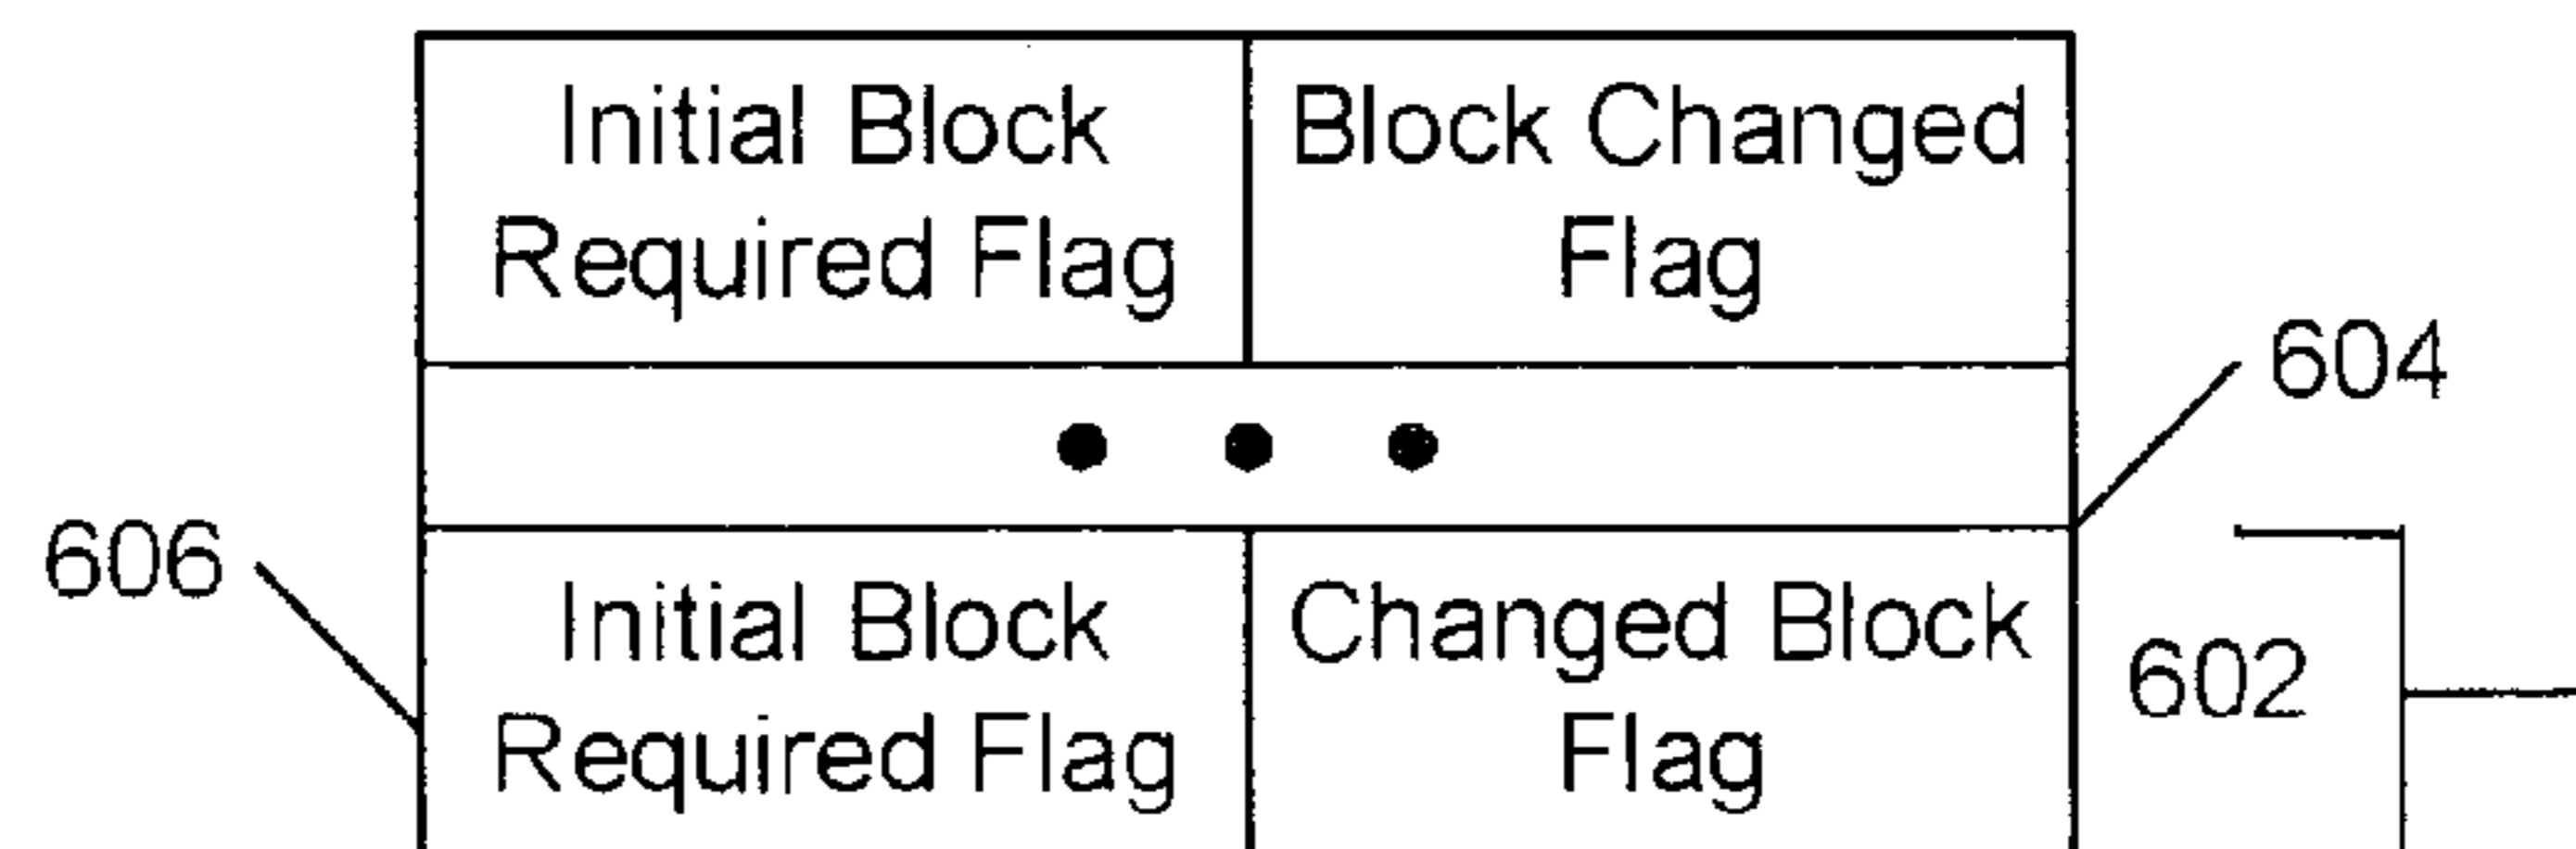 Initial Block
Required Flag
Block Changed
Flag
604
606
Initial Block
Required Flag
Changed Block
Flag
602